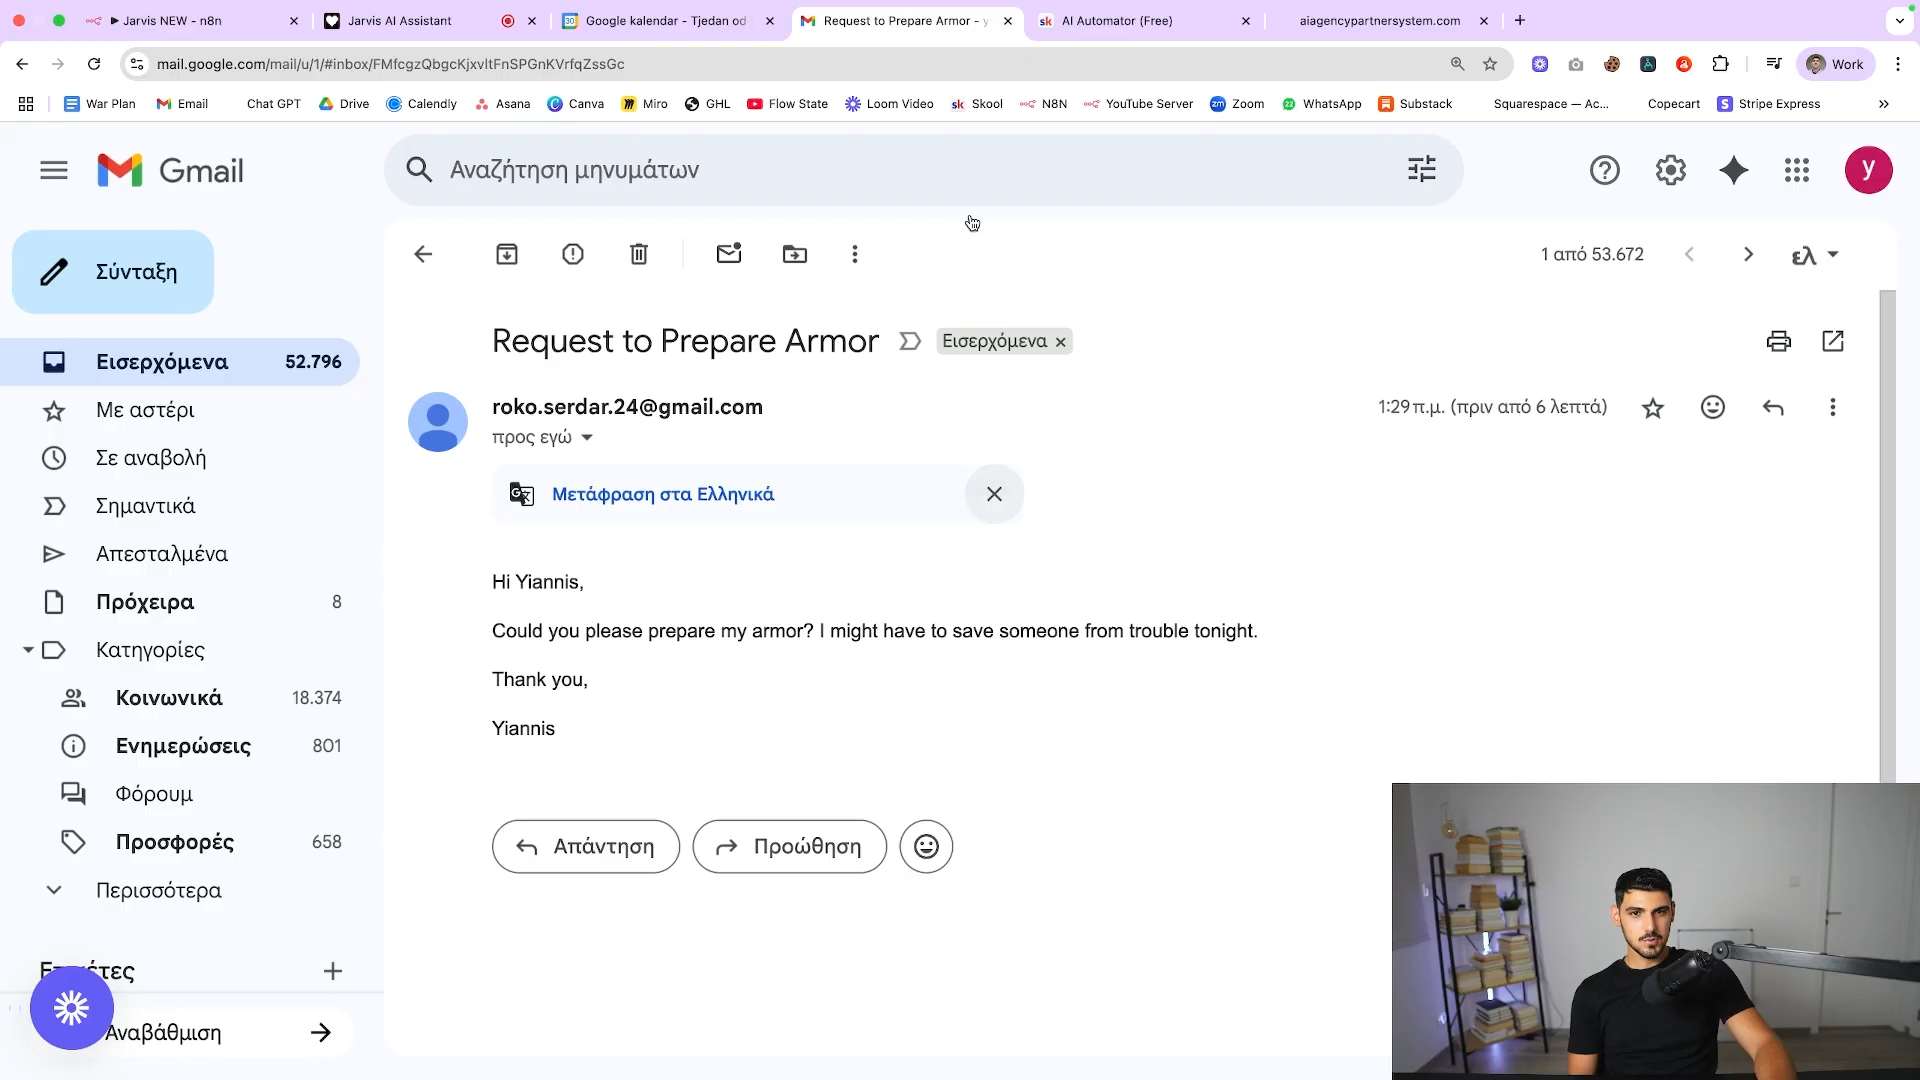 Jarvis NEW - n8n
Jarvis AI Assistant
Google kalendar - Tjedan od
Request to Prepare Armor - y
AI Automator (Free)
aiagencypartnersystem.com
mail.google.com/mail/u/1/#inbox/FMfcgzQbgcKjxvltFnSPGnKVrfqZssGc
Work
War Plan
Email
Chat GPT
Drive
Calendly
Asana
Canva
Miro
GHL
Flow State
Loom Video
Skool
N8N
YouTube Server
Zoom
WhatsApp
Substack
Squarespace — Ac...
Copecart
Stripe Express
Gmail
Αναζήτηση μηνυμάτων
y
Σύνταξη
1 από 53.672
ελ
Εισερχόμενα 52.796
Με αστέρι
Σε αναβολή
Σημαντικά
Απεσταλμένα
Πρόχειρα 8
Κατηγορίες
Κοινωνικά 18.374
Ενημερώσεις 801
Φόρουμ
Προσφορές 658
Περισσότερα
Αναβάθμιση
Request to Prepare Armor
Εισερχόμενα
roko.serdar.24@gmail.com
1:29 π.μ. (πριν από 6 λεπτά)
προς εγώ
Μετάφραση στα Ελληνικά
Hi Yiannis,
Could you please prepare my armor? I might have to save someone from trouble tonight.
Thank you,
Yiannis
Απάντηση
Προώθηση